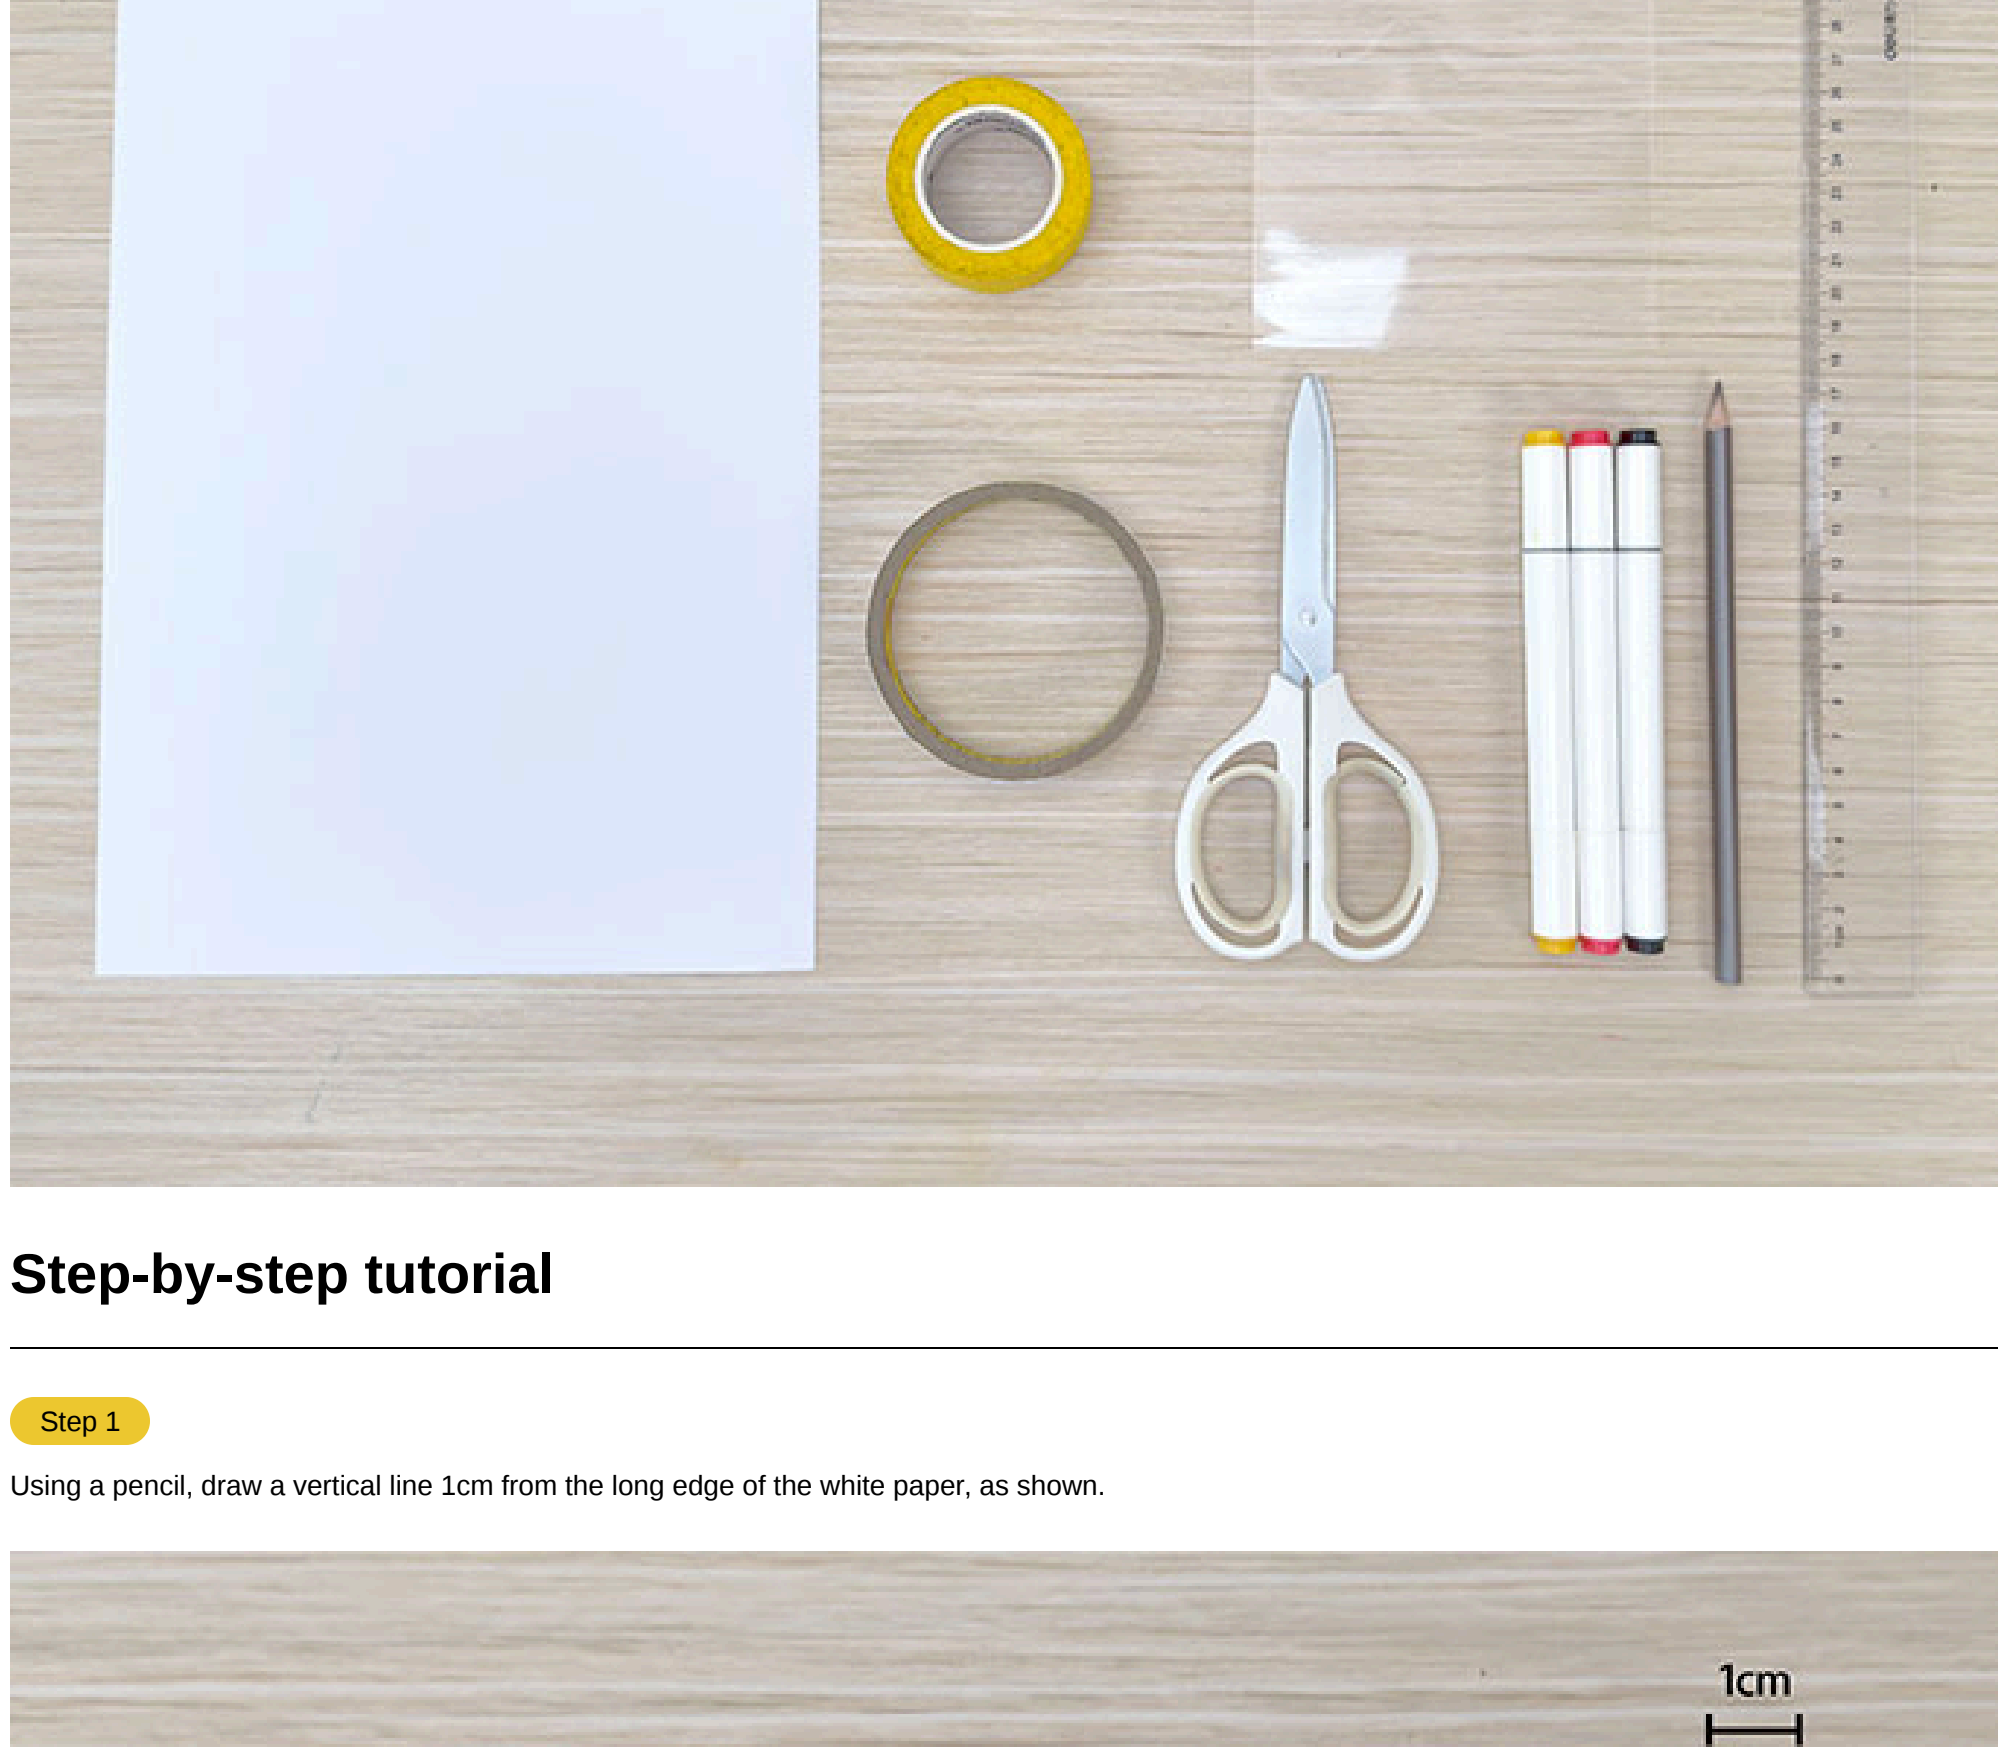 Step-by-step tutorial
Step 1
Using a pencil, draw a vertical line 1cm from the long edge of the white paper, as shown.
1cm